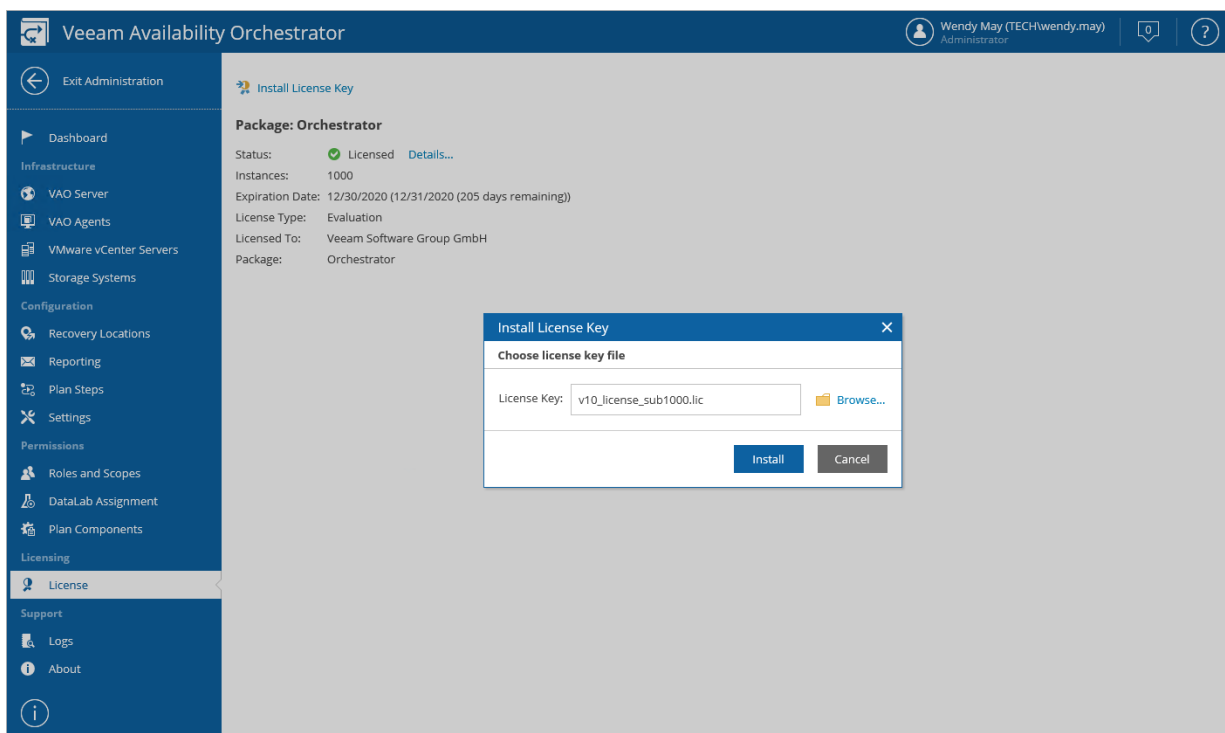 Veeam Availability Orchestrator
Wendy May (TECH\wendy.may)
Administrator
0
?
Exit Administration
Dashboard
Infrastructure
VAO Server
VAO Agents
VMware vCenter Servers
Storage Systems
Configuration
Recovery Locations
Reporting
Plan Steps
Settings
Permissions
Roles and Scopes
DataLab Assignment
Plan Components
Licensing
License
Support
Logs
About
Install License Key
Package: Orchestrator
Status: Licensed Details...
Instances: 1000
Expiration Date: 12/30/2020 (12/31/2020 (205 days remaining))
License Type: Evaluation
Licensed To: Veeam Software Group GmbH
Package: Orchestrator
Install License Key
Choose license key file
License Key: v10_license_sub1000.lic Browse...
Install Cancel